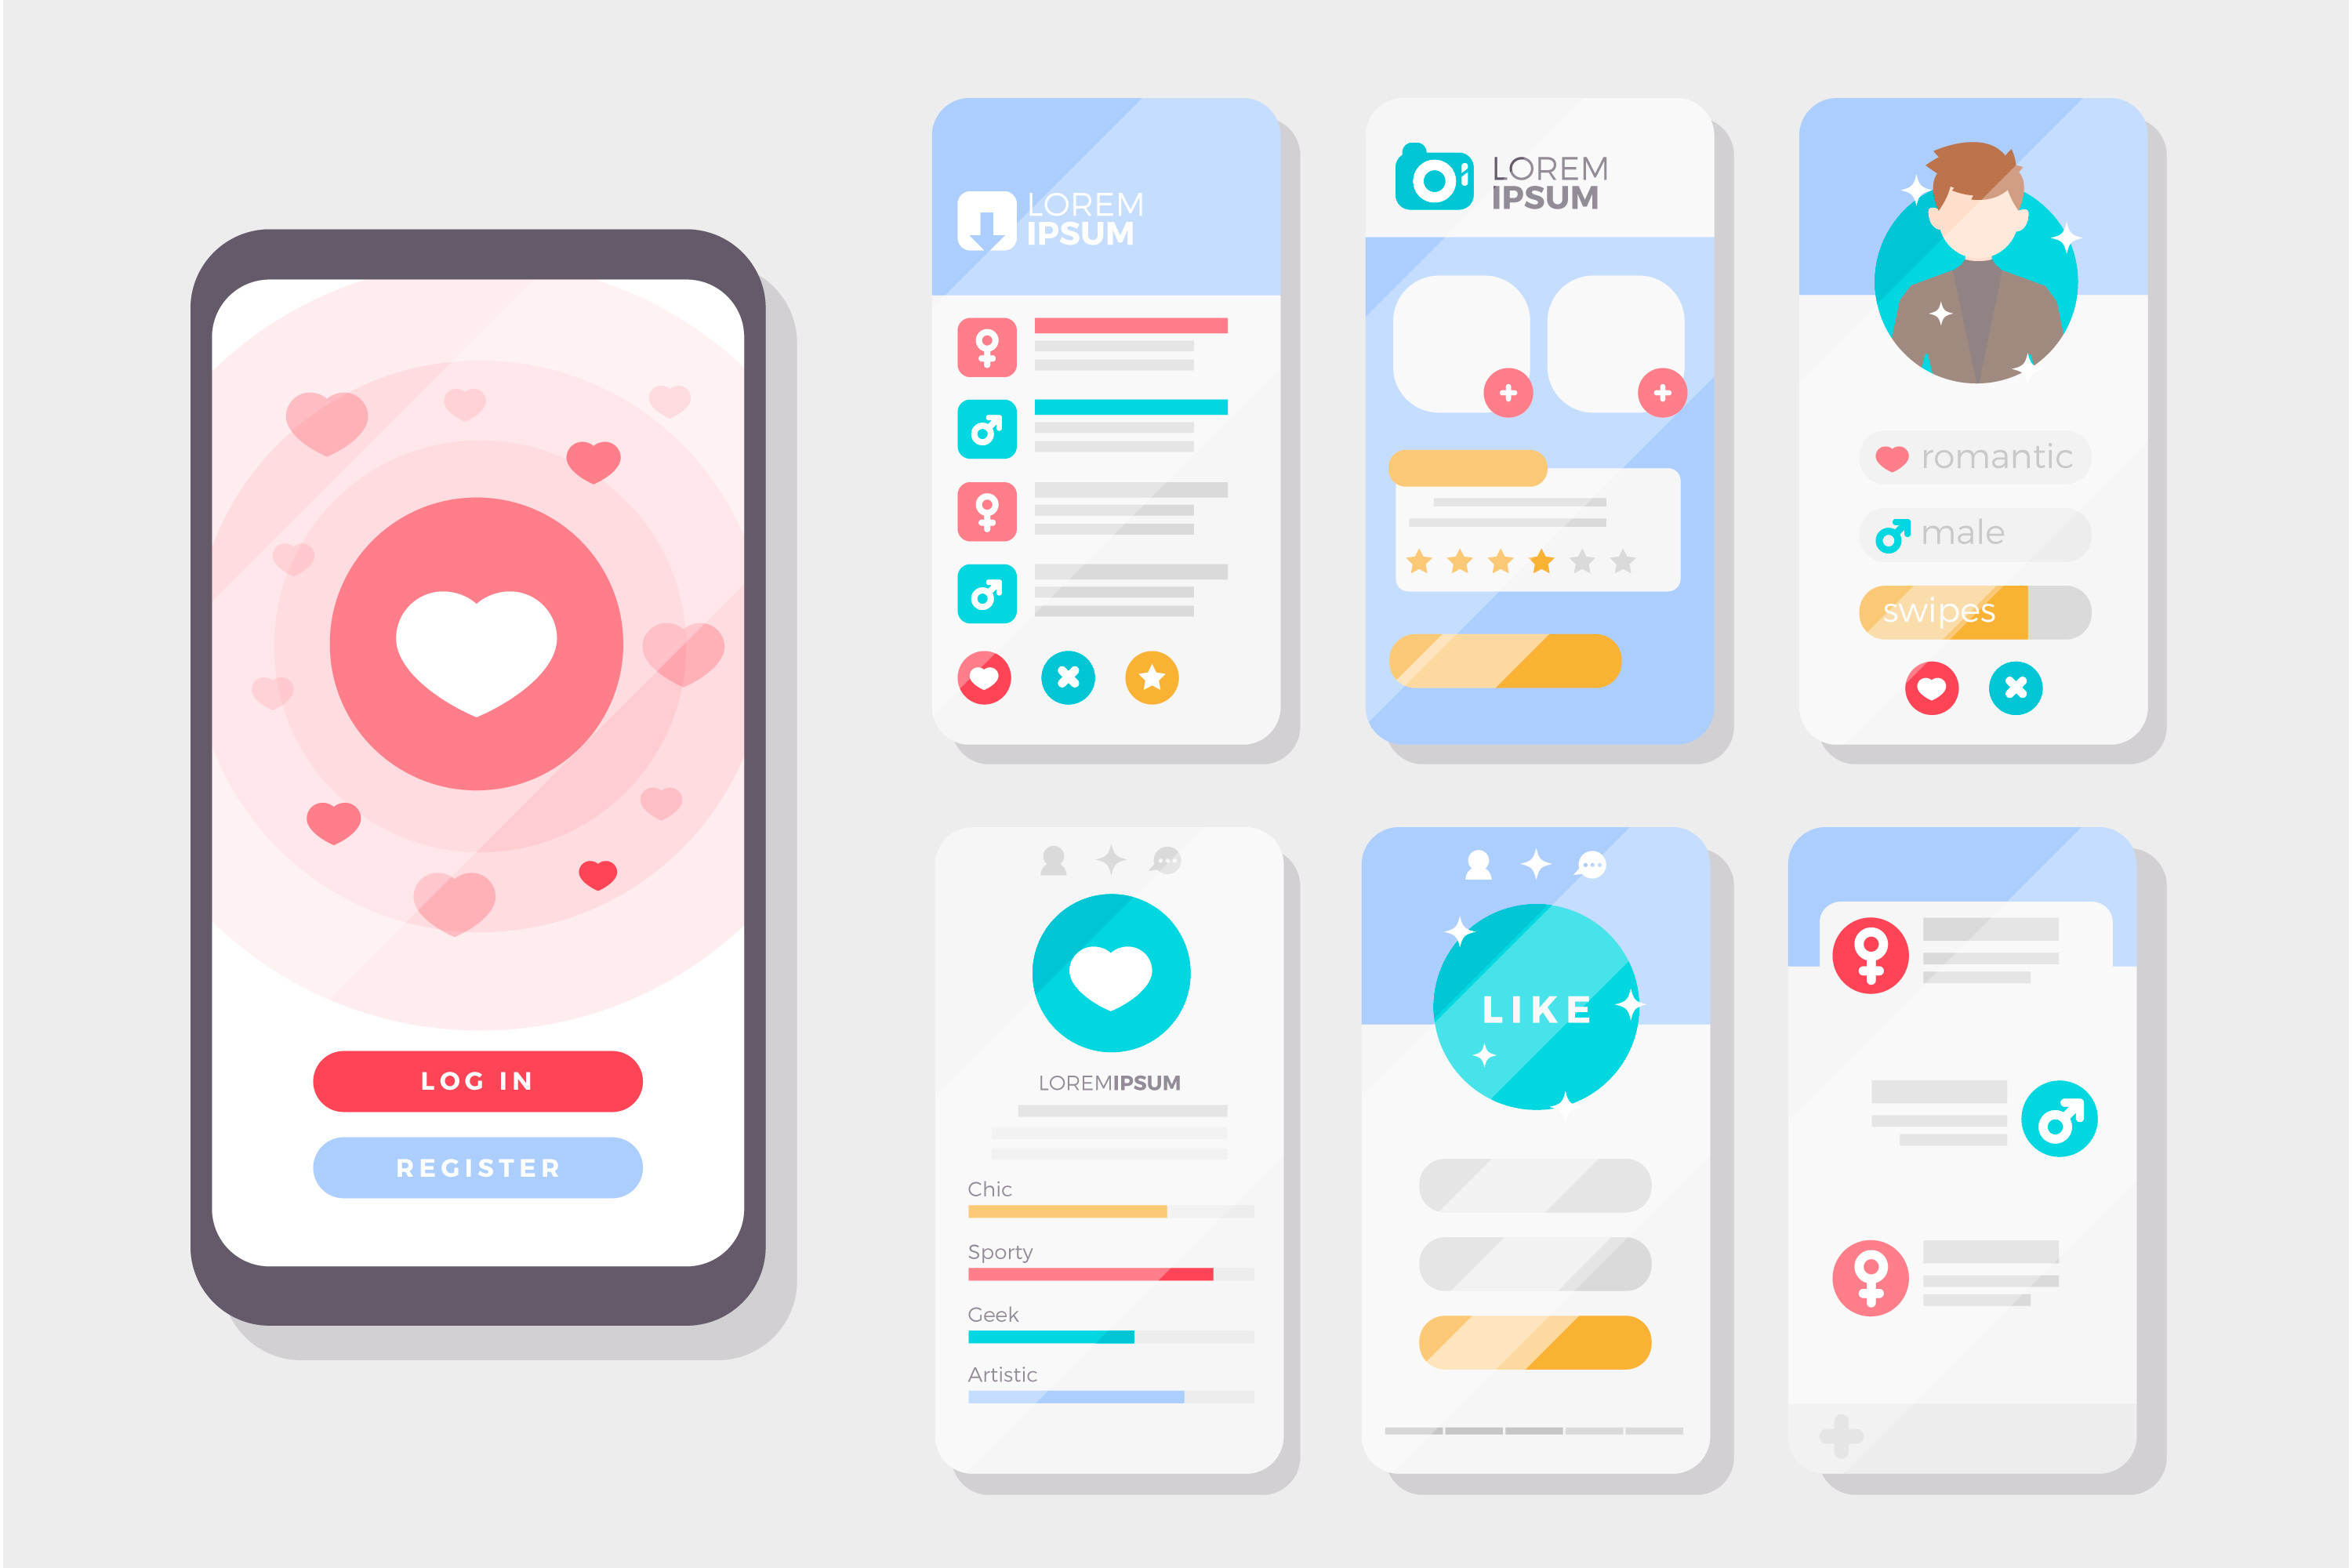 LOG IN
REGISTER
LOREM
IPSUM
LOREM
IPSUM
romantic
male
swipes
LOREMIPSUM
Chic
Sporty
Geek
Artistic
LIKE